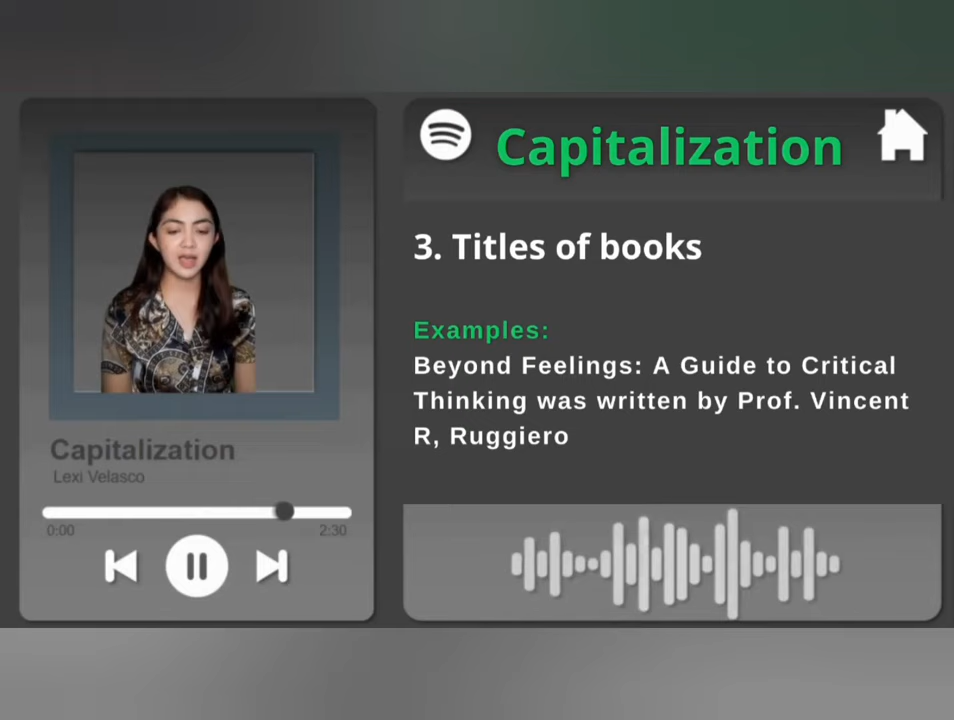 Capitalization
3. Titles of books
Examples:
Beyond Feelings: A Guide to Critical
Thinking was written by Prof. Vincent
R, Ruggiero
Capitalization
Lexi Velasco
0:00
2:30